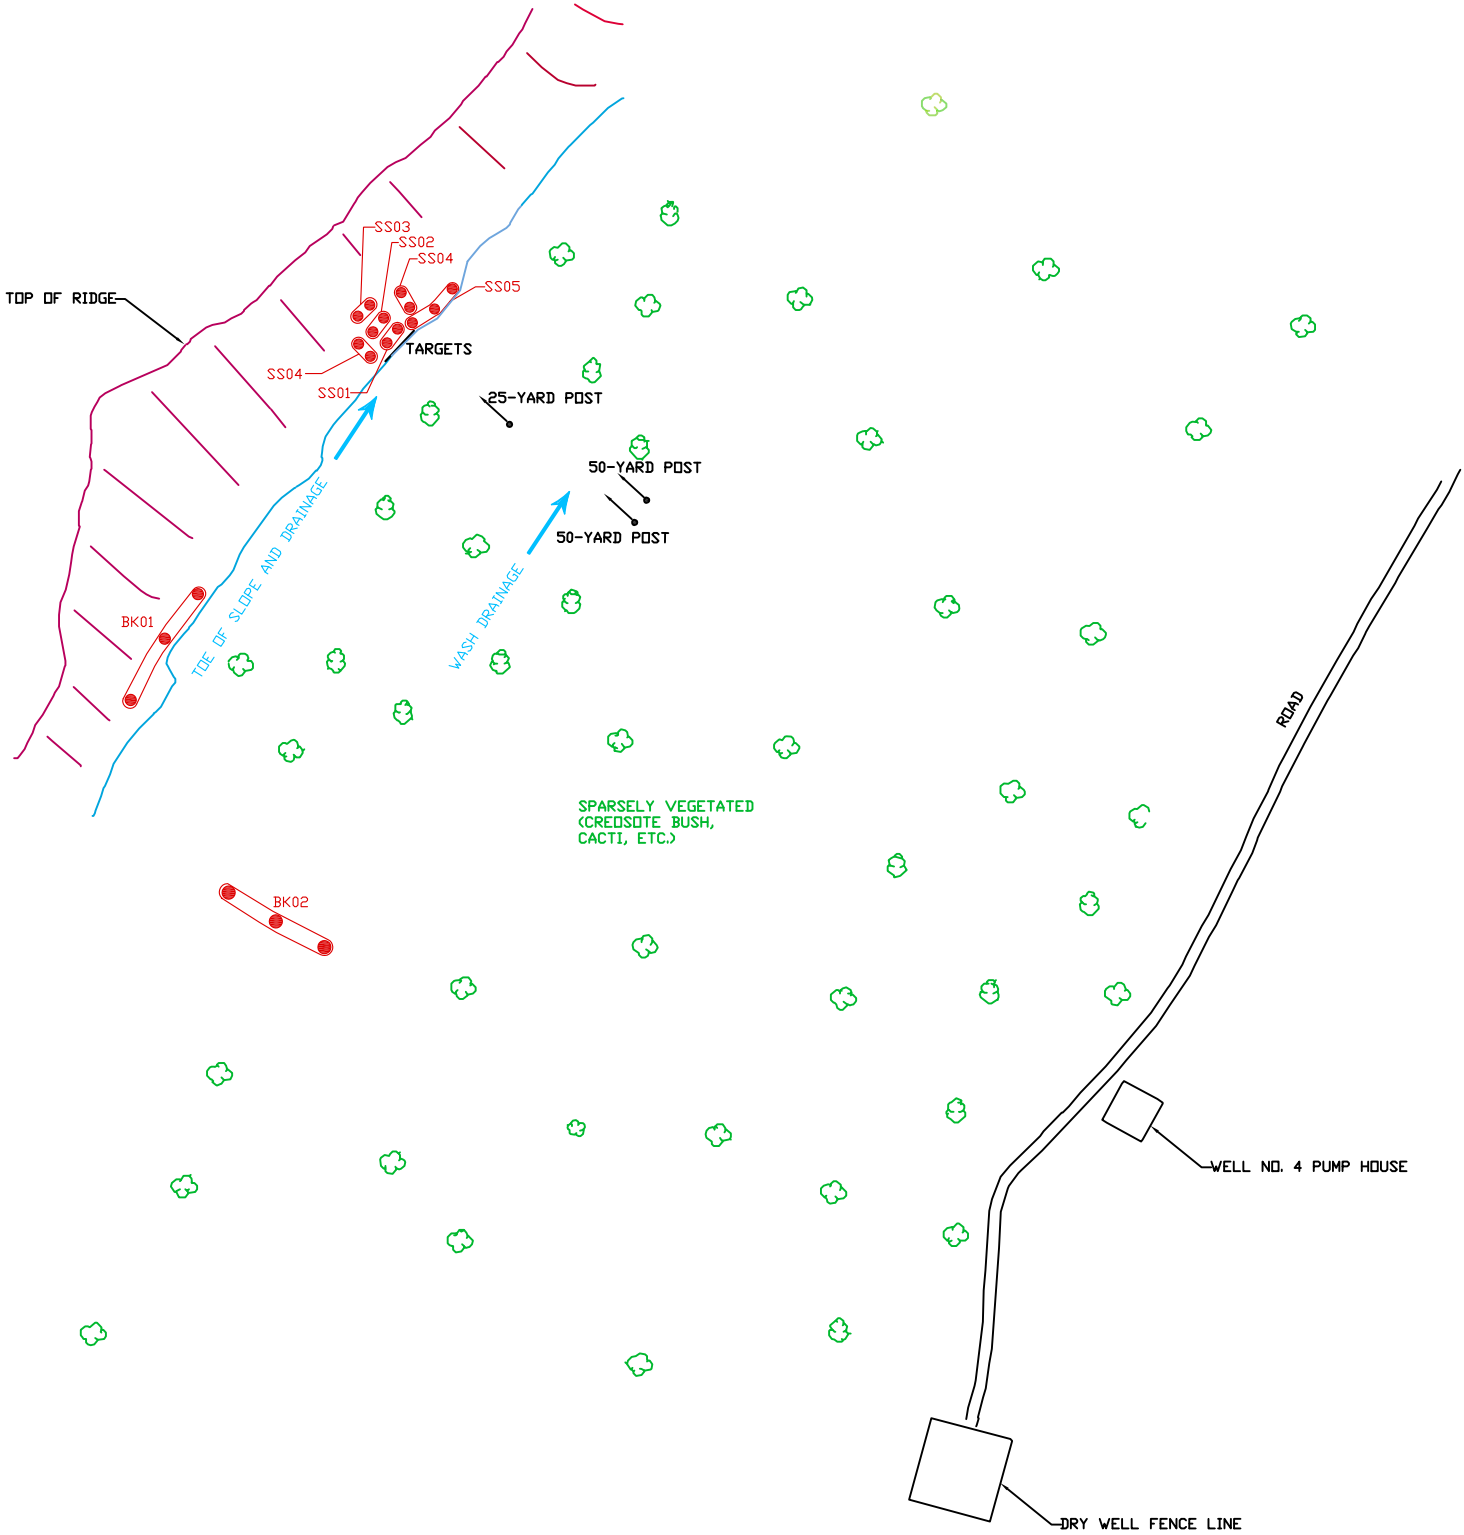 SS03
SS02
SS04
SS05
TOP OF RIDGE
TARGETS
SS04
SS01
25-YARD POST
50-YARD POST
50-YARD POST
TOE OF SLOPE AND DRAINAGE
WASH DRAINAGE
BK01
ROAD
SPARSELY VEGETATED
(CREOSOTE BUSH,
CACTI, ETC.)
BK02
WELL NO. 4 PUMP HOUSE
DRY WELL FENCE LINE